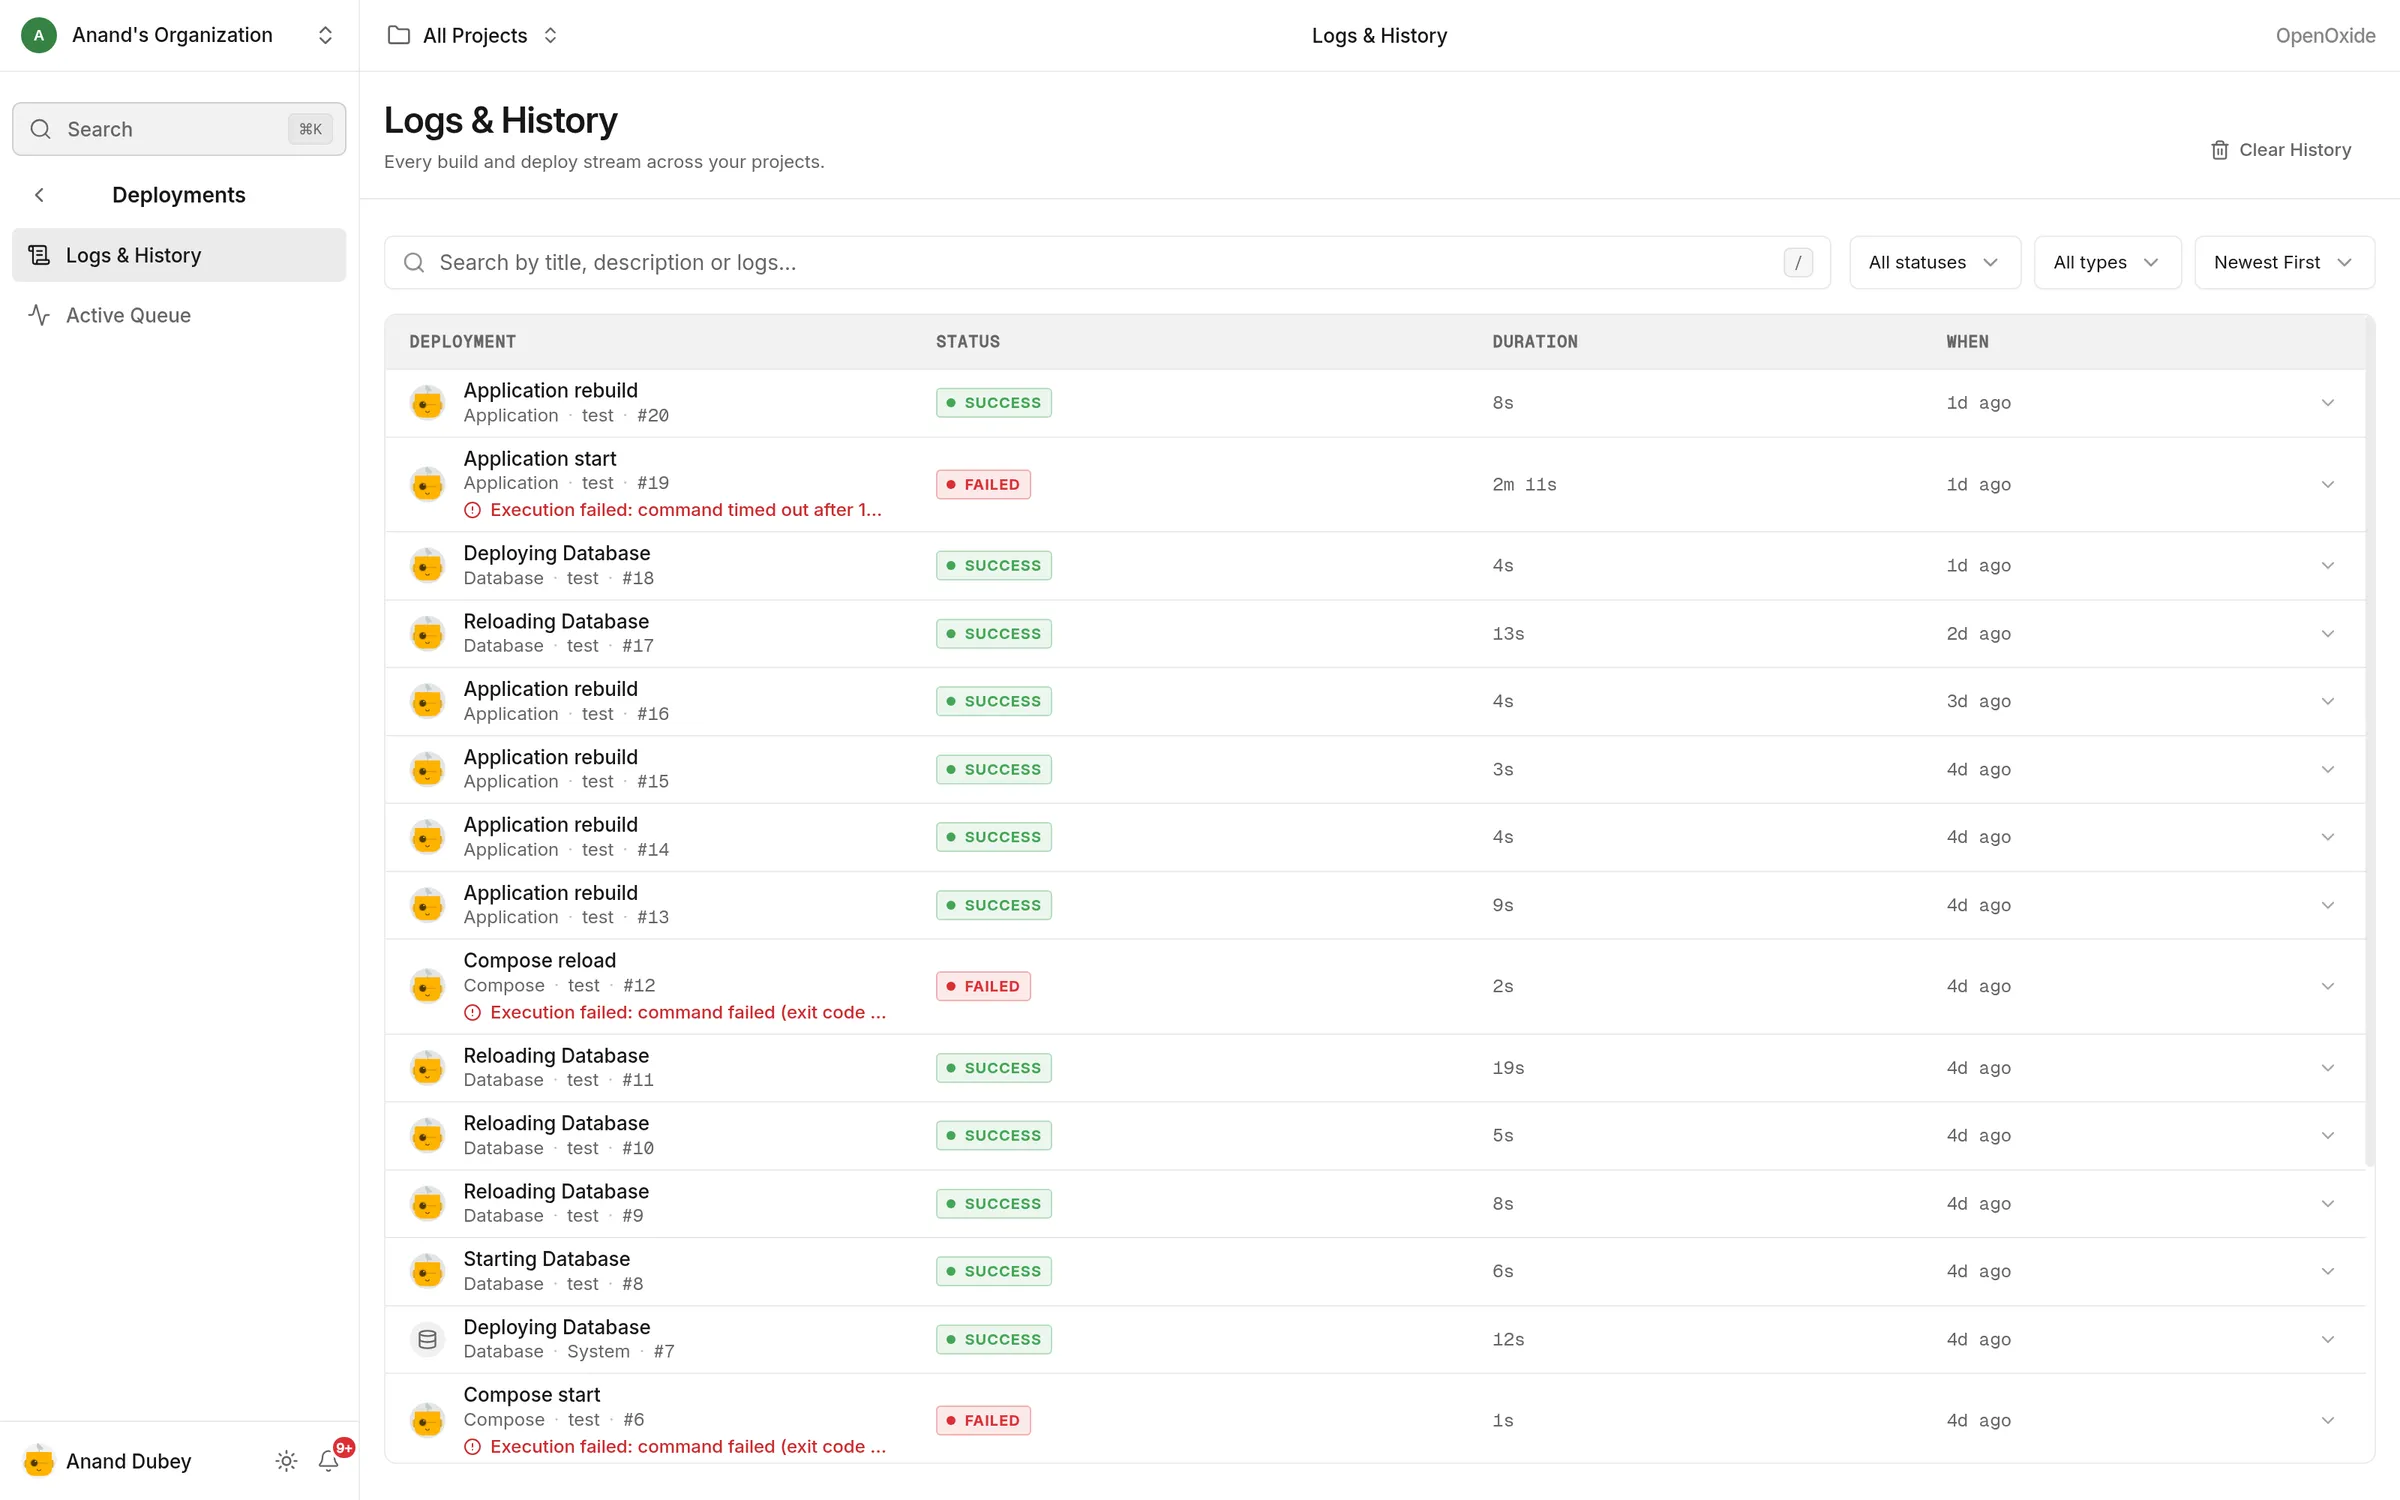 A Anand's Organization
All Projects
Logs & History
OpenOxide
Search ⌘K
Deployments
Logs & History
Active Queue
Logs & History
Every build and deploy stream across your projects.
Clear History
Search by title, description or logs... /
All statuses
All types
Newest First
DEPLOYMENT STATUS DURATION WHEN
Application rebuild
Application · test · #20
SUCCESS 8s 1d ago
Application start
Application · test · #19
Execution failed: command timed out after 1...
FAILED 2m 11s 1d ago
Deploying Database
Database · test · #18
SUCCESS 4s 1d ago
Reloading Database
Database · test · #17
SUCCESS 13s 2d ago
Application rebuild
Application · test · #16
SUCCESS 4s 3d ago
Application rebuild
Application · test · #15
SUCCESS 3s 4d ago
Application rebuild
Application · test · #14
SUCCESS 4s 4d ago
Application rebuild
Application · test · #13
SUCCESS 9s 4d ago
Compose reload
Compose · test · #12
Execution failed: command failed (exit code ...
FAILED 2s 4d ago
Reloading Database
Database · test · #11
SUCCESS 19s 4d ago
Reloading Database
Database · test · #10
SUCCESS 5s 4d ago
Reloading Database
Database · test · #9
SUCCESS 8s 4d ago
Starting Database
Database · test · #8
SUCCESS 6s 4d ago
Deploying Database
Database · System · #7
SUCCESS 12s 4d ago
Compose start
Compose · test · #6
Execution failed: command failed (exit code ...
FAILED 1s 4d ago
Anand Dubey
9+